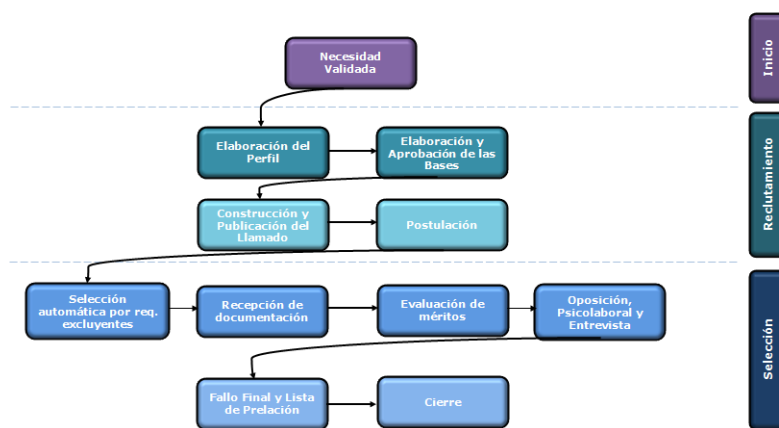 Necesidad
Validada
Inicio
Elaboración del
Perfil
Elaboración y
Aprobación de las
Bases
Construcción y
Publicación del
Llamado
Postulación
Reclutamiento
Selección
automática por req.
excluyentes
Recepción de
documentación
Evaluación de
méritos
Oposición,
Psicolaboral y
Entrevista
Fallo Final y Lista
de Prelación
Cierre
Selección